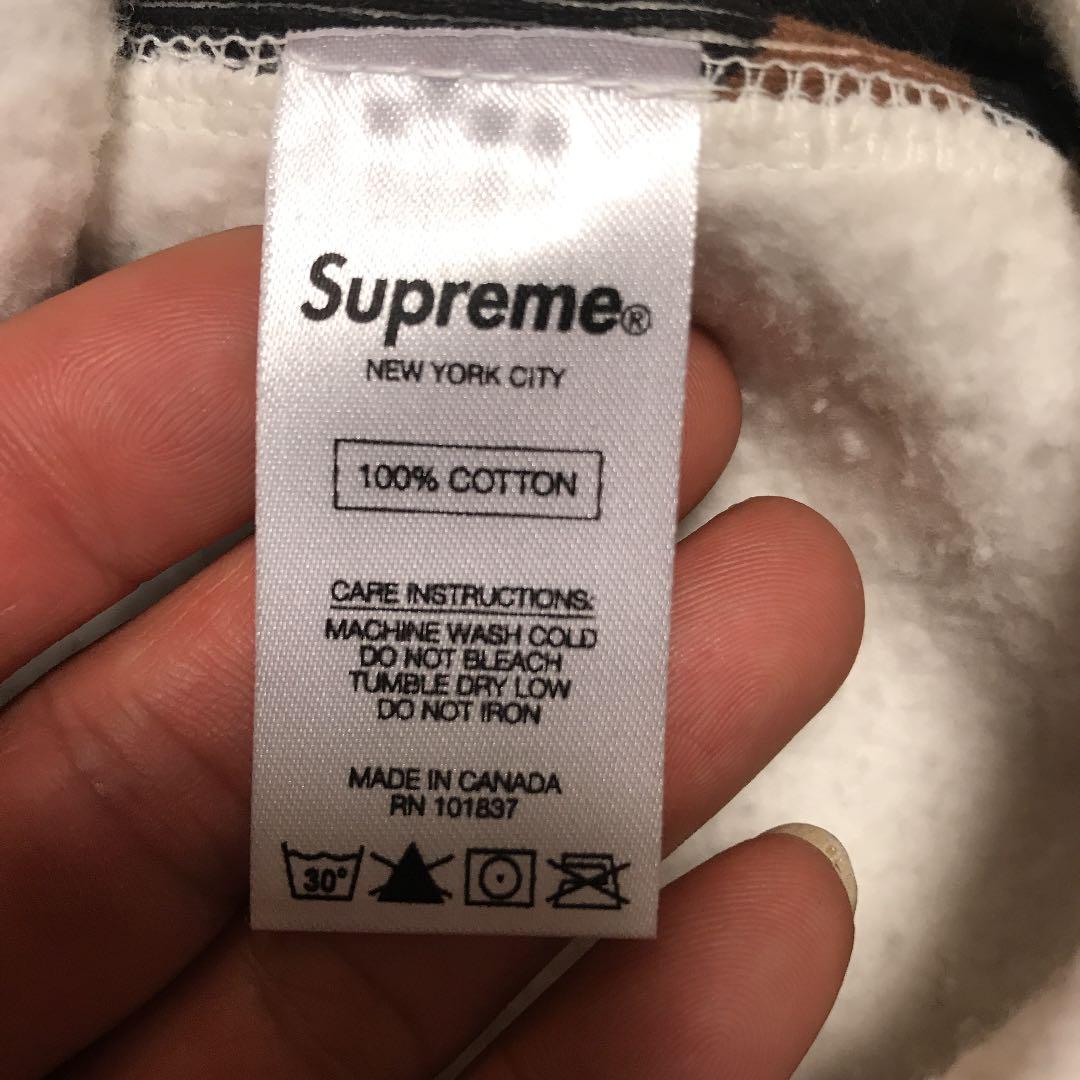 Supreme®
NEW YORK CITY
100% COTTON
CARE INSTRUCTIONS:
MACHINE WASH COLD
DO NOT BLEACH
TUMBLE DRY LOW
DO NOT IRON
MADE IN CANADA
RN 101837
30°